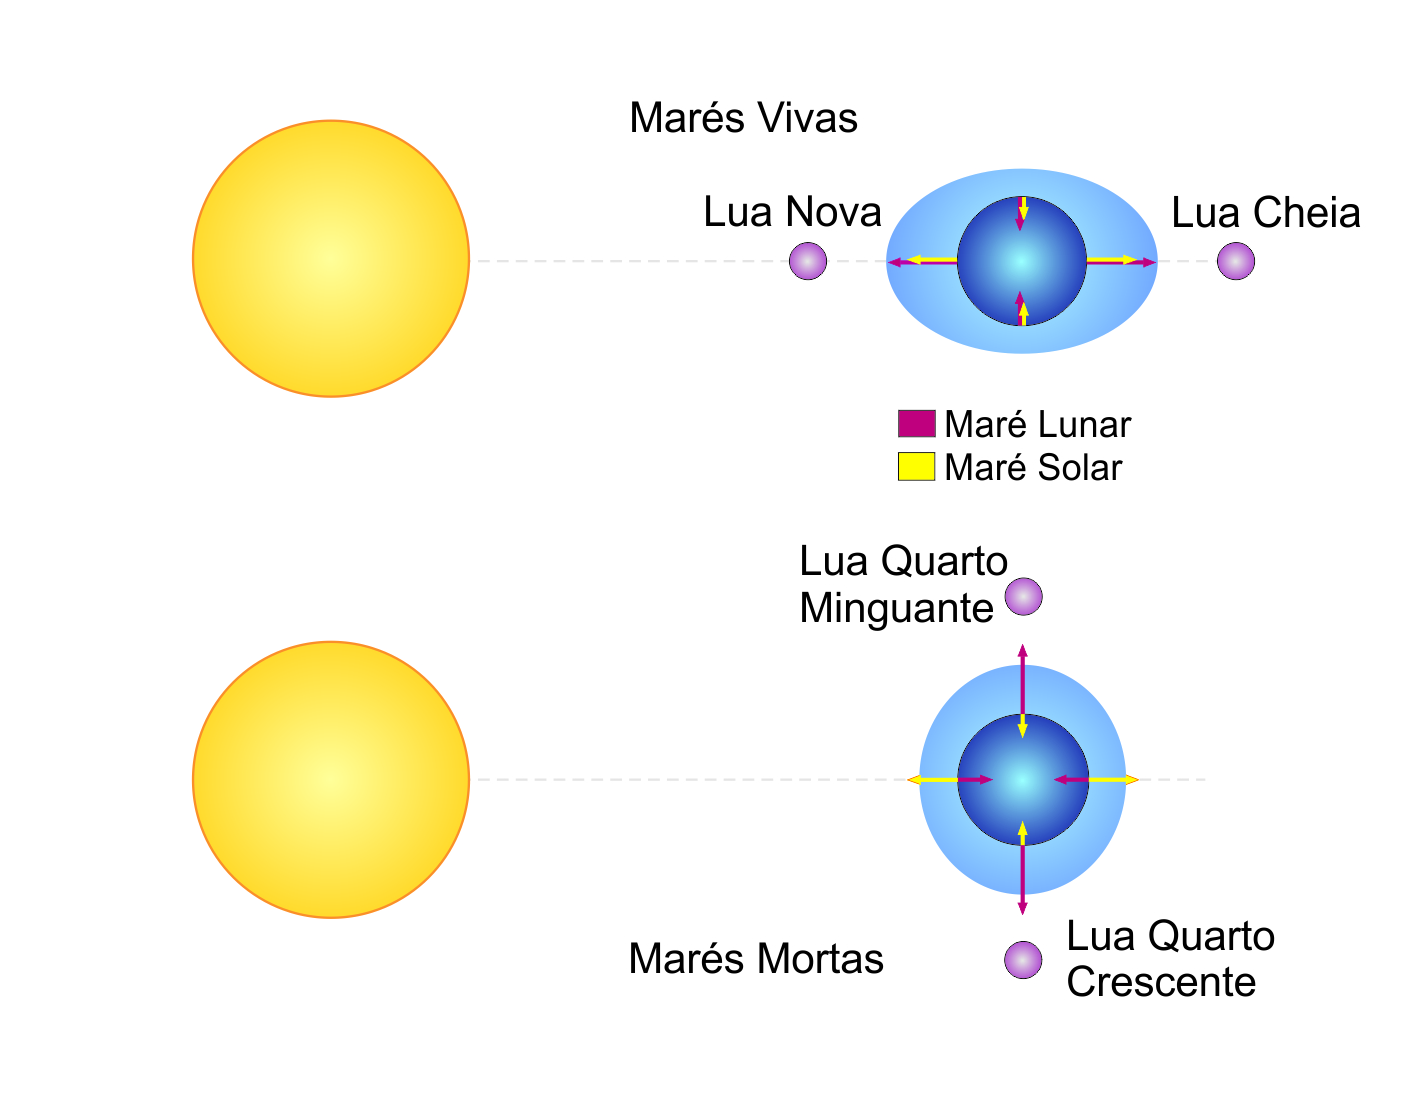 Marés Vivas
Lua Nova
Lua Cheia
Maré Lunar
Maré Solar
Lua Quarto
Minguante
Marés Mortas
Lua Quarto
Crescente